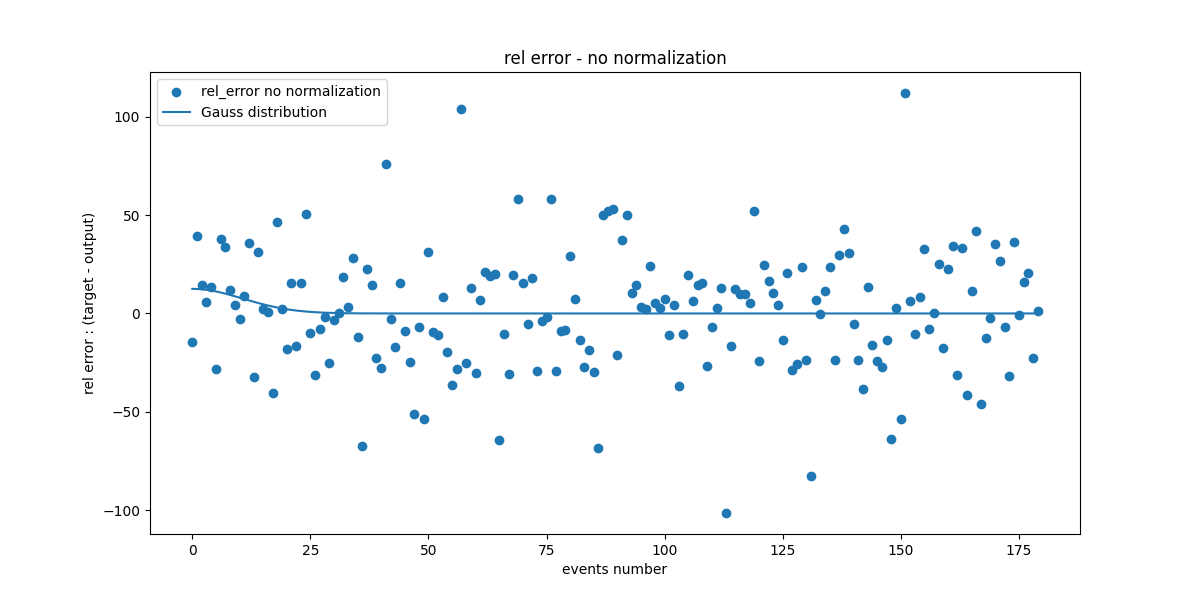 rel error - no normalization
rel_error no normalization
Gauss distribution
100
50
0
−50
−100
rel error : (target - output)
0 25 50 75 100 125 150 175
events number